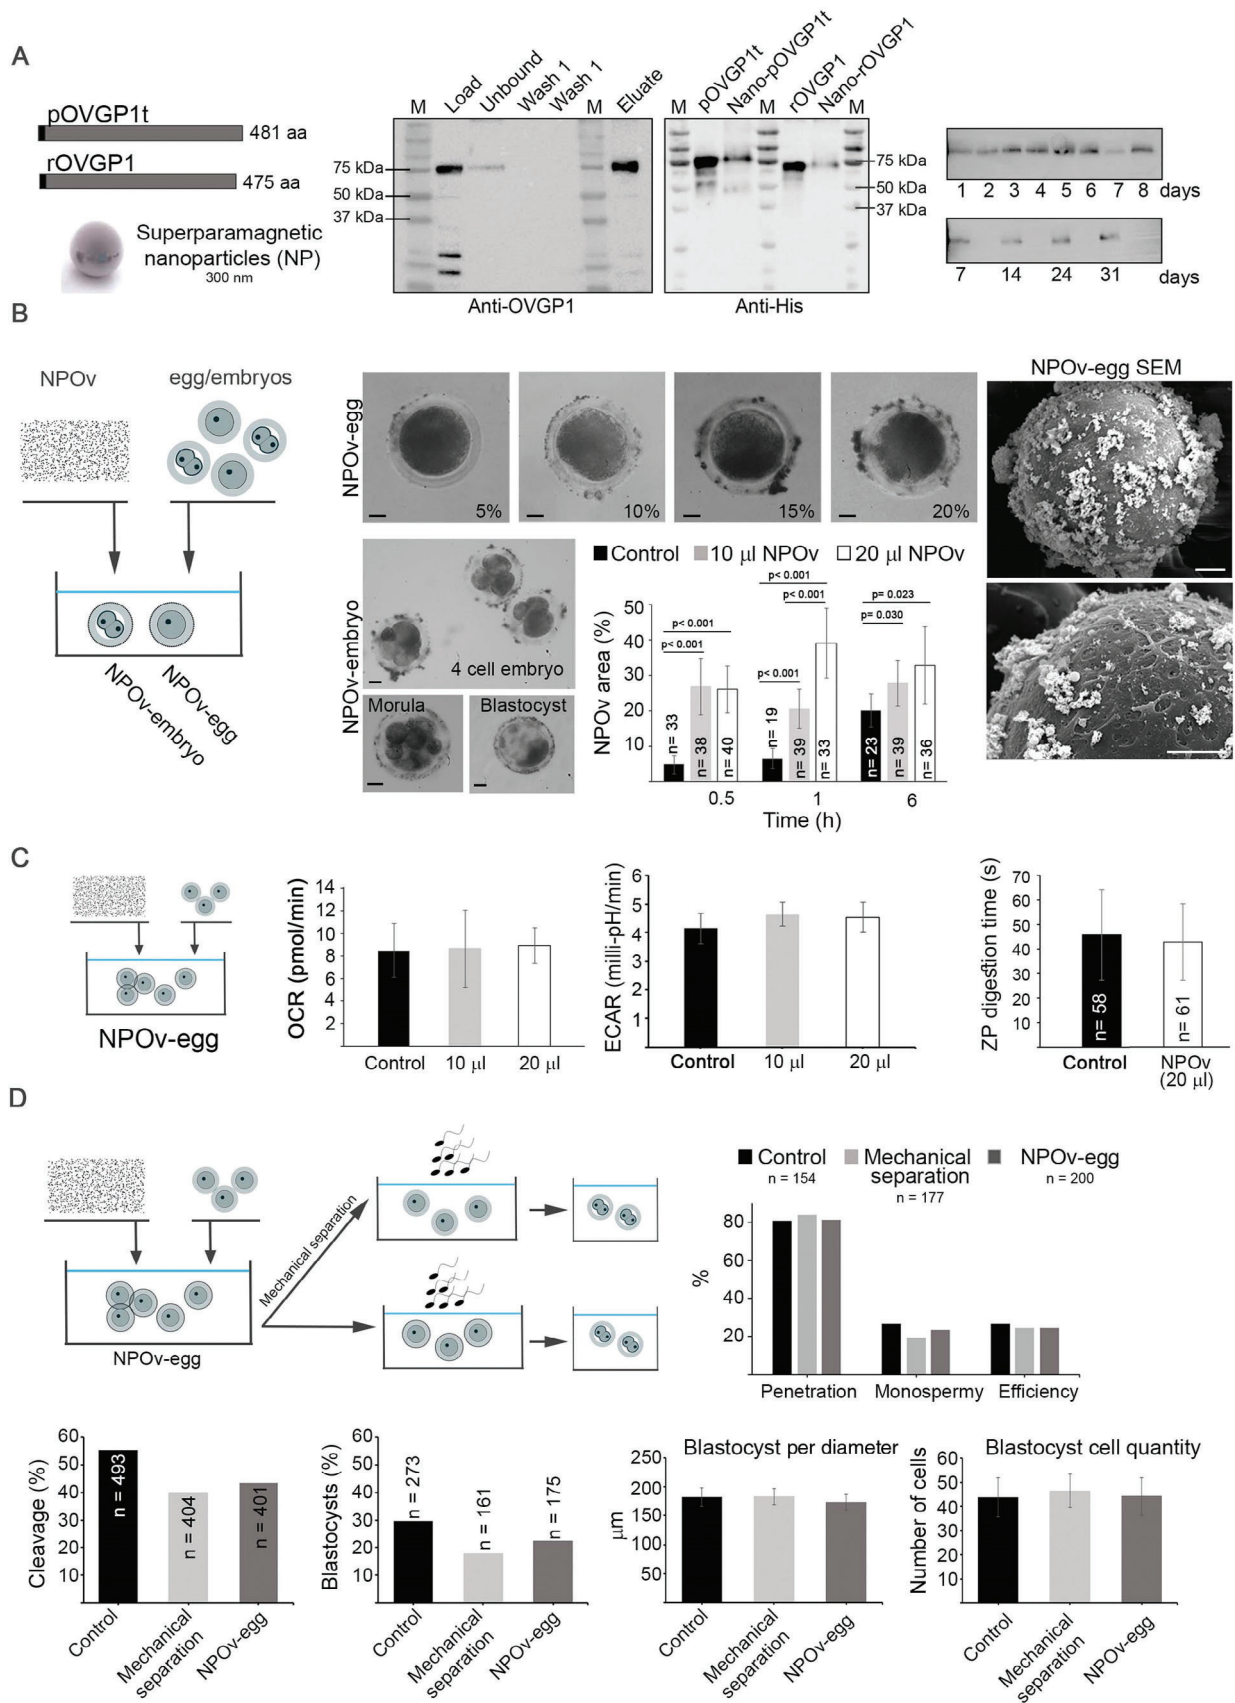 A
pOVGP1t
481 aa
rOVGP1
475 aa
Superparamagnetic
nanoparticles (NP)
300 nm
M
Load
Unbound
Wash 1
Wash 1
M
Eluate
75 kDa
50 kDa
37 kDa
Anti-OVGP1
M
pOVGP1t
Nano-pOVGP1t
M
rOVGP1
Nano-rOVGP1
M
75 kDa
50 kDa
37 kDa
Anti-His
1 2 3 4 5 6 7 8 days
7 14 24 31 days
B
NPOv
egg/embryos
NPOv-embryo
NPOv-egg
NPOv-egg
5%
10%
15%
20%
NPOv-embryo
4 cell embryo
Morula
Blastocyst
Control
10 µl NPOv
20 µl NPOv
NPOv area (%)
50
40
30
20
10
p< 0.001
p< 0.001
n= 33
n= 38
n= 40
p< 0.001
p< 0.001
p< 0.001
n= 19
n= 39
n= 33
p= 0.023
p= 0.030
n= 23
n= 39
n= 36
0.5 1 6
Time (h)
NPOv-egg SEM
C
NPOv-egg
OCR (pmol/min)
14
12
10
8
6
4
2
Control
10 µl
20 µl
ECAR (milli-pH/min)
6
5
4
3
2
1
Control
10 µl
20 µl
ZP digestion time (s)
70
60
50
40
30
20
10
n= 58
n= 61
Control
NPOv
(20 µl)
D
NPOv-egg
Mechanical separation
Control
n = 154
Mechanical
separation
n = 177
NPOv-egg
n = 200
%
80
60
40
20
Penetration
Monospermy
Efficiency
Cleavage (%)
60
50
40
30
20
10
n = 493
n = 404
n = 401
Control
Mechanical
separation
NPOv-egg
Blastocysts (%)
60
50
40
30
20
10
n = 273
n = 161
n = 175
Control
Mechanical
separation
NPOv-egg
Blastocyst per diameter
µm
250
200
150
100
50
Control
Mechanical
separation
NPOv-egg
Blastocyst cell quantity
Number of cells
60
50
40
30
20
10
Control
Mechanical
separation
NPOv-egg